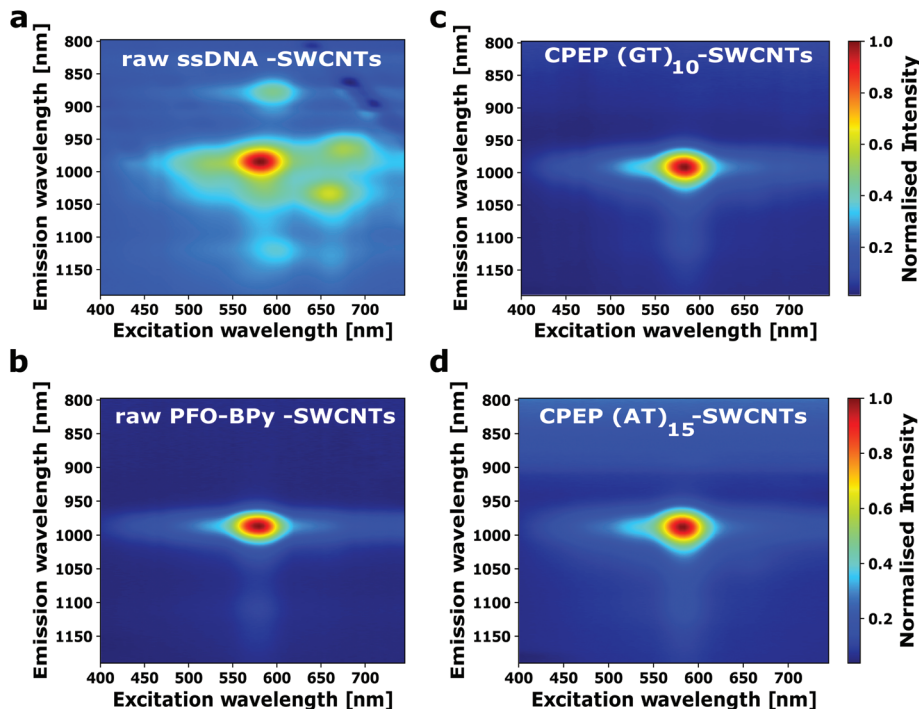 a
raw ssDNA -SWCNTs
Emission wavelength [nm]
800
850
900
950
1000
1050
1100
1150
400 450 500 550 600 650 700
Excitation wavelength [nm]
c
CPEP (GT)10-SWCNTs
Emission wavelength [nm]
800
850
900
950
1000
1050
1100
1150
400 450 500 550 600 650 700
Excitation wavelength [nm]
1.0
0.8
0.6
0.4
0.2
Normalised Intensity
b
raw PFO-BPy -SWCNTs
Emission wavelength [nm]
800
850
900
950
1000
1050
1100
1150
400 450 500 550 600 650 700
Excitation wavelength [nm]
d
CPEP (AT)15-SWCNTs
Emission wavelength [nm]
800
850
900
950
1000
1050
1100
1150
400 450 500 550 600 650 700
Excitation wavelength [nm]
1.0
0.8
0.6
0.4
0.2
Normalised Intensity